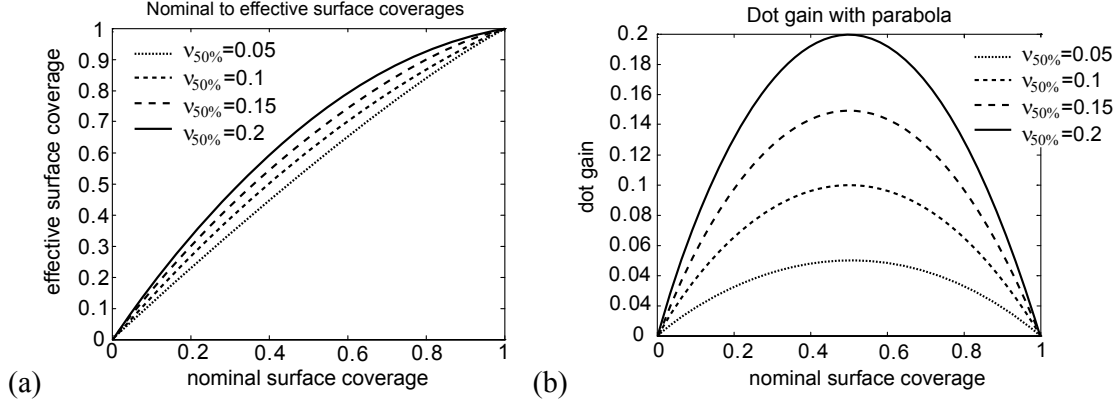 Nominal to effective surface coverages
effective surface coverage
1
0.9
0.8
0.7
0.6
0.5
0.4
0.3
0.2
0.1
0
ν50%=0.05
ν50%=0.1
ν50%=0.15
ν50%=0.2
0 0.2 0.4 0.6 0.8 1
nominal surface coverage
(a)
Dot gain with parabola
dot gain
0.2
0.18
0.16
0.14
0.12
0.1
0.08
0.06
0.04
0.04
0
ν50%=0.05
ν50%=0.1
ν50%=0.15
ν50%=0.2
0 0.2 0.4 0.6 0.8 1
nominal surface coverage
(b)